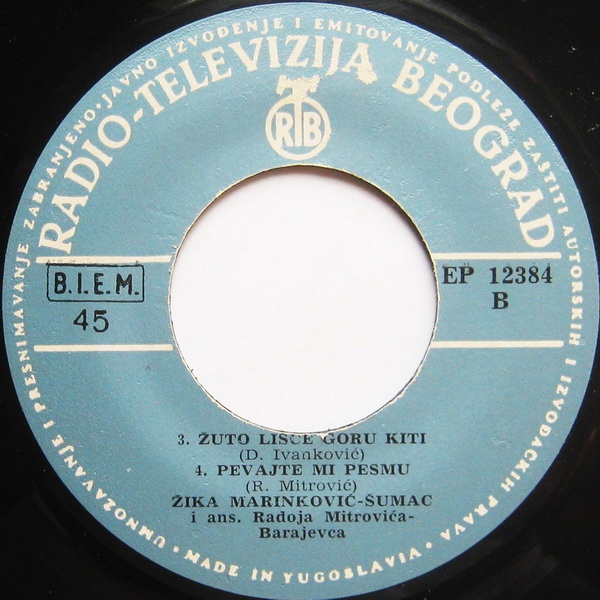 UMNOŽAVANJE I PRESNIMAVANJE ZABRANJENO · JAVNO IZVOĐENJE I EMITOVANJE PODLEŽE ZAŠTITI AUTORSKIH I IZVOĐAČKIH PRAVA ·
RADIO-TELEVIZIJA BEOGRAD
RTB
B.I.E.M.
45
EP 12384
B
3. ŽUTO LIŠĆE GORU KITI
(D. Ivanković)
4. PEVAJTE MI PESMU
(R. Mitrović)
ŽIKA MARINKOVIĆ-ŠUMAC
i ans. Radoja Mitrovića-
Barajevca
· MADE IN YUGOSLAVIA ·